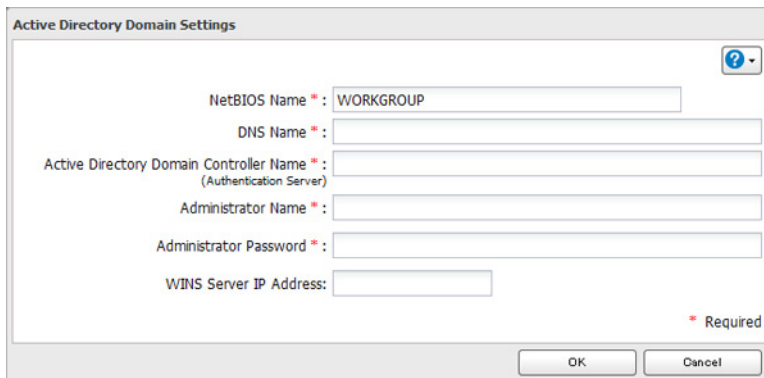 Active Directory Domain Settings
?
NetBIOS Name * : WORKGROUP
DNS Name * :
Active Directory Domain Controller Name * :
(Authentication Server)
Administrator Name * :
Administrator Password * :
WINS Server IP Address:
* Required
OK Cancel